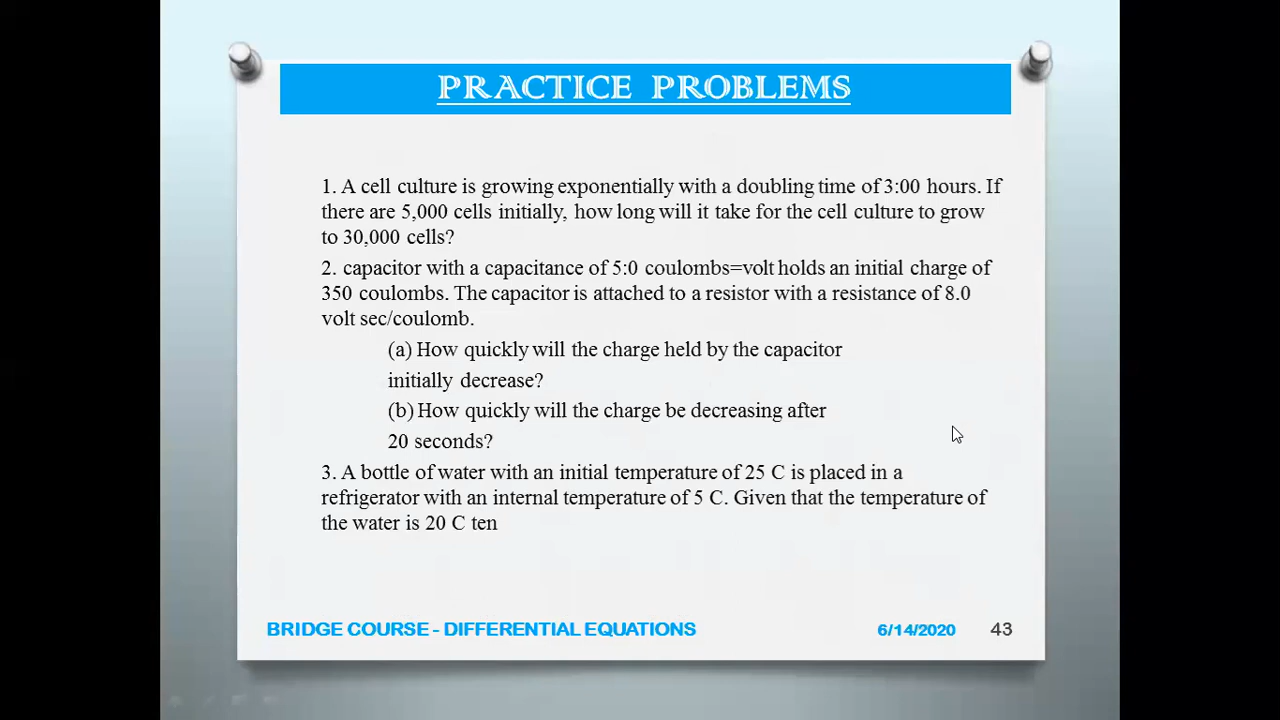 PRACTICE PROBLEMS
1. A cell culture is growing exponentially with a doubling time of 3:00 hours. If
there are 5,000 cells initially, how long will it take for the cell culture to grow
to 30,000 cells?
2. capacitor with a capacitance of 5:0 coulombs=volt holds an initial charge of
350 coulombs. The capacitor is attached to a resistor with a resistance of 8.0
volt sec/coulomb.
(a) How quickly will the charge held by the capacitor
initially decrease?
(b) How quickly will the charge be decreasing after
20 seconds?
3. A bottle of water with an initial temperature of 25 C is placed in a
refrigerator with an internal temperature of 5 C. Given that the temperature of
the water is 20 C ten
BRIDGE COURSE - DIFFERENTIAL EQUATIONS 6/14/2020 43